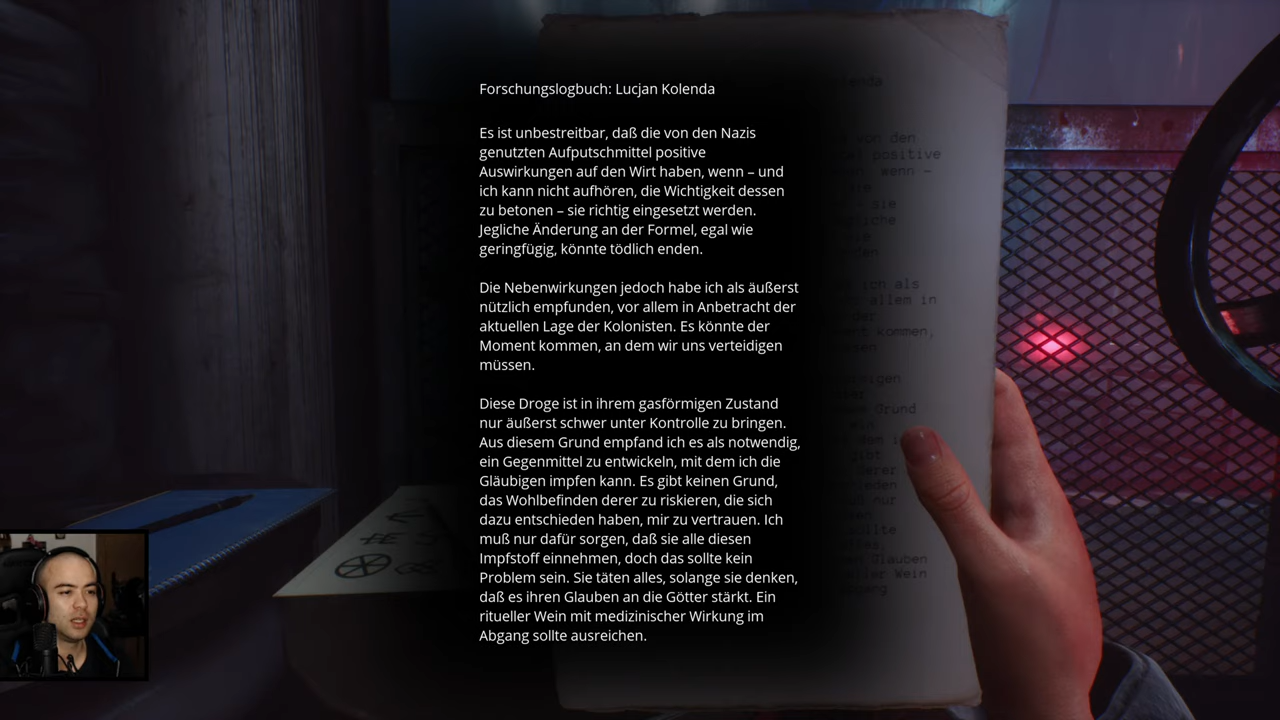 Forschungslogbuch: Lucjan Kolenda
Es ist unbestreitbar, daß die von den Nazis
genutzten Aufputschmittel positive
Auswirkungen auf den Wirt haben, wenn – und
ich kann nicht aufhören, die Wichtigkeit dessen
zu betonen – sie richtig eingesetzt werden.
Jegliche Änderung an der Formel, egal wie
geringfügig, könnte tödlich enden.
Die Nebenwirkungen jedoch habe ich als äußerst
nützlich empfunden, vor allem in Anbetracht der
aktuellen Lage der Kolonisten. Es könnte der
Moment kommen, an dem wir uns verteidigen
müssen.
Diese Droge ist in ihrem gasförmigen Zustand
nur äußerst schwer unter Kontrolle zu bringen.
Aus diesem Grund empfand ich es als notwendig,
ein Gegenmittel zu entwickeln, mit dem ich die
Gläubigen impfen kann. Es gibt keinen Grund,
das Wohlbefinden derer zu riskieren, die sich
dazu entschieden haben, mir zu vertrauen. Ich
muß nur dafür sorgen, daß sie alle diesen
Impfstoff einnehmen, doch das sollte kein
Problem sein. Sie täten alles, solange sie denken,
daß es ihren Glauben an die Götter stärkt. Ein
ritueller Wein mit medizinischer Wirkung im
Abgang sollte ausreichen.